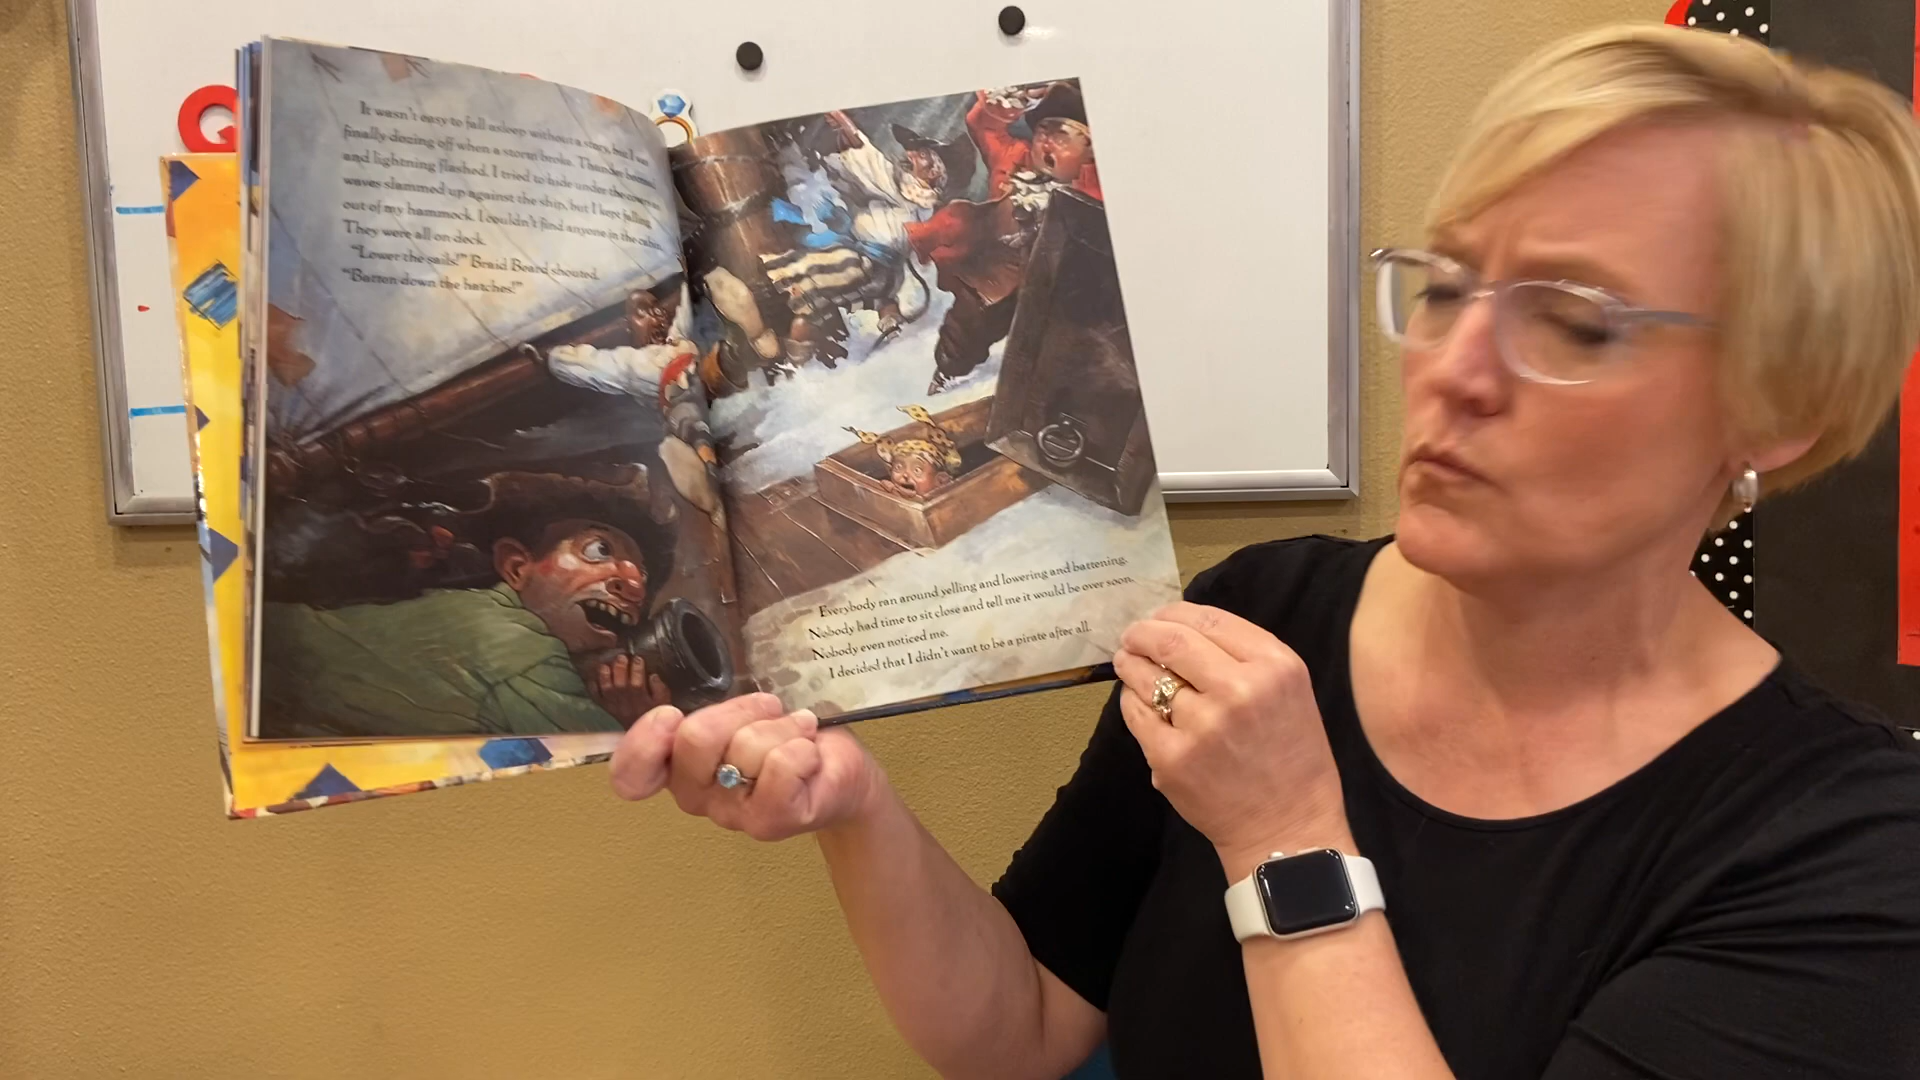 Q
It wasn't easy to fall asleep without a story, but I was
finally dozing off when a storm broke. Thunder boomed,
and lightning flashed. I tried to hide under the covers as
waves slammed up against the ship, but I kept falling
out of my hammock. I couldn't find anyone in the cabin.
They were all on deck.
"Lower the sails!" Braid Beard shouted.
"Batten down the hatches!"
Everybody ran around yelling and lowering and battening.
Nobody had time to sit close and tell me it would be over soon.
Nobody even noticed me.
I decided that I didn't want to be a pirate after all.